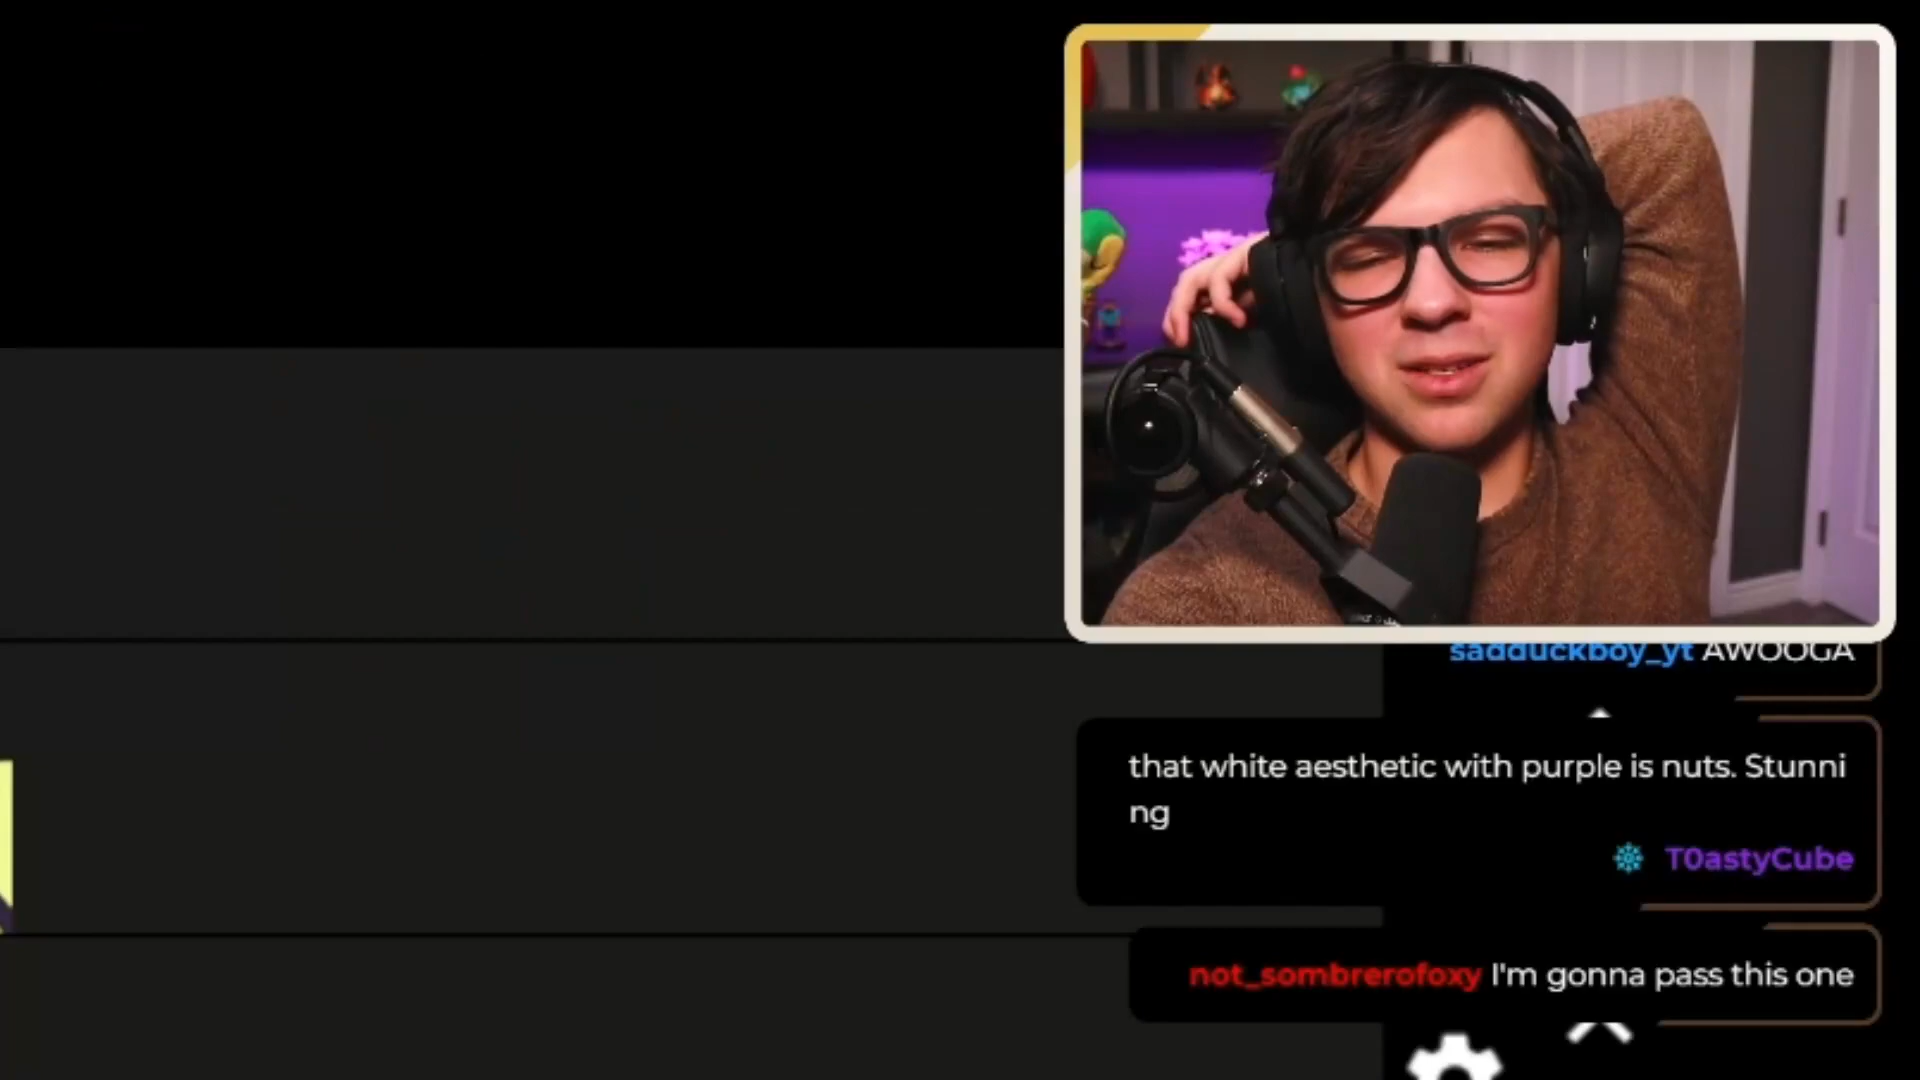 sadduckboy_yt AWOOGA
that white aesthetic with purple is nuts. Stunni
ng
T0astyCube
not_sombrerofoxy I'm gonna pass this one